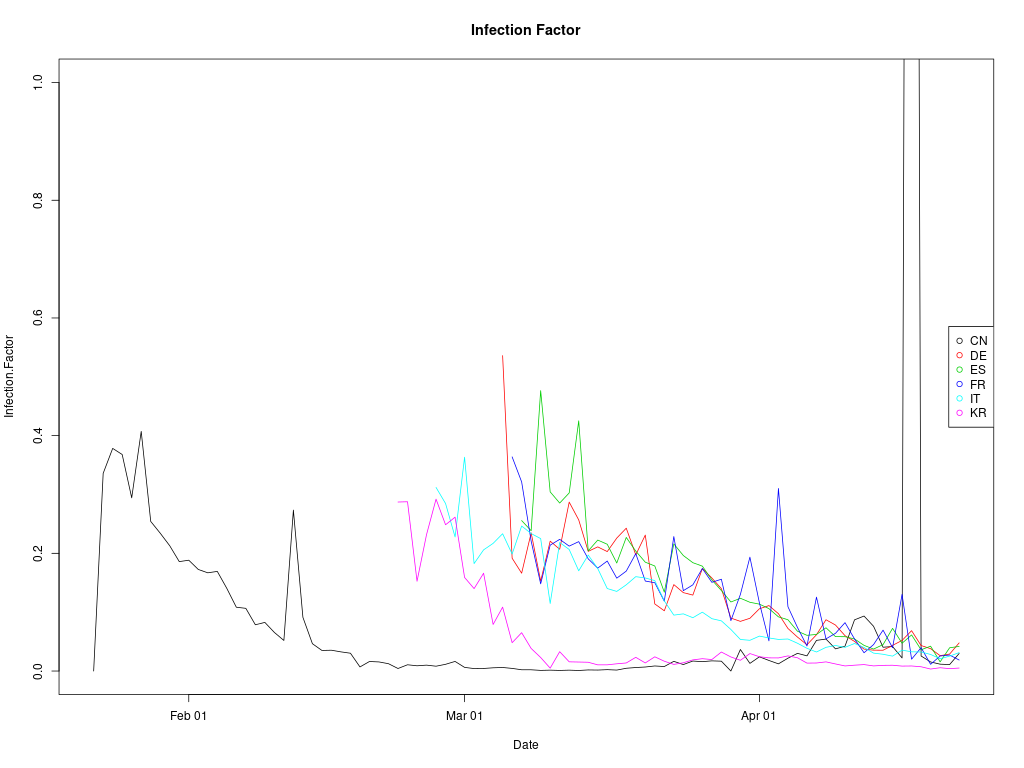 Infection Factor
1.0
0.8
0.6
0.4
0.2
0.0
Infection.Factor
CN
DE
ES
FR
IT
KR
Feb 01
Mar 01
Apr 01
Date